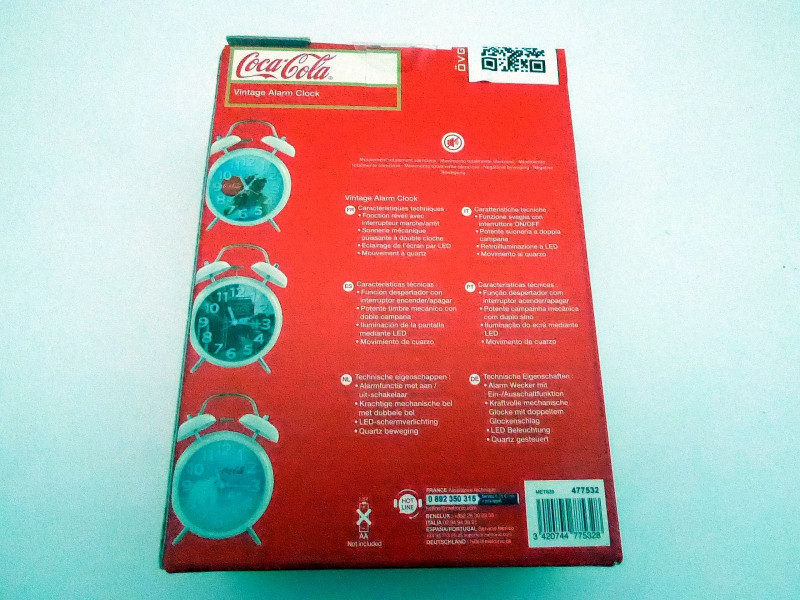 Coca-Cola
Vintage Alarm Clock
Vintage Alarm Clock
FR Caractéristiques techniques
• Fonction réveil avec
interrupteur marche/arrêt
• Sonnerie mécanique
puissante à double cloche
• Eclairage de l'écran par LED
• Mouvement à quartz
IT Caratteristiche tecniche
• Funzione sveglia con
interruttore ON/OFF
• Potente suoneria a doppia
campana
• Retroilluminazione a LED
• Movimento al quarzo
ES Características técnicas :
• Función despertador con
interruptor encender/apagar
• Potente timbre mecánico con
doble campana
• Iluminación de la pantalla
mediante LED
• Movimiento de cuarzo
PT Características técnicas :
• Função despertador com
interruptor acender/apagar
• Potente campainha mecânica
com duplo sino
• Iluminação do ecrã mediante
LED
• Movimento de quarzo
NL Technische eigenschappen :
• Alarmfunctie met aan /
uit-schakelaar
• Krachtige mechanische bel
met dubbele bel
• LED-schermverlichting
• Quartz beweging
DE Technische Eigenschaften :
• Alarm Wecker mit
Ein-/Ausschaltfunktion
• Kraftvolle mechanische
Glocke mit doppeltem
Glockenschlag
• LED Beleuchtung
• Quartz gesteuert
AA
Not included
HOT
LINE
FRANCE
0 892 350 315
BENELUX
ITALIA
ESPAÑA/PORTUGAL
DEUTSCHLAND
477532
3 420744 775328